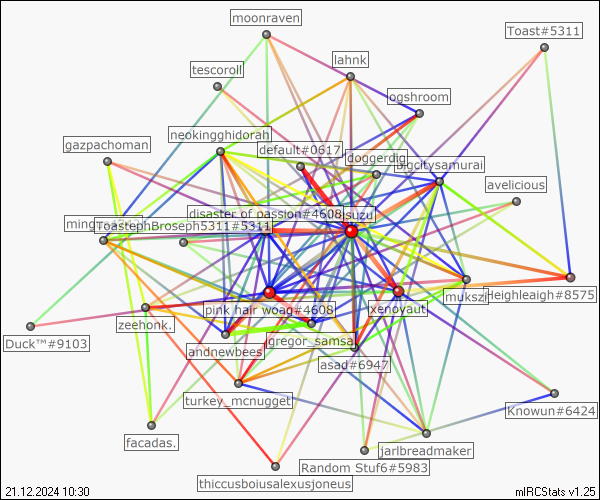 moonraven
Toast#5311
lahnk
tescoroll
ogshroom
neokingghidorah
gazpachoman
default#0617
doggerdig
bigcitysamurai
avelicious
disaster of passion#4608
suzu
ToastephBroseph5311#5311
pink hair woag#4608
xenoyaut
mukszi
Heighleaigh#8575
zeehonk.
Duck™#9103
andnewbees
gregor_samsa
asad#6947
turkey_mcnugget
Knowun#6424
facadas.
jarlbreadmaker
Random Stuf6#5983
thiccusboiusalexusjoneus
21.12.2024 10:30
mIRCStats v1.25